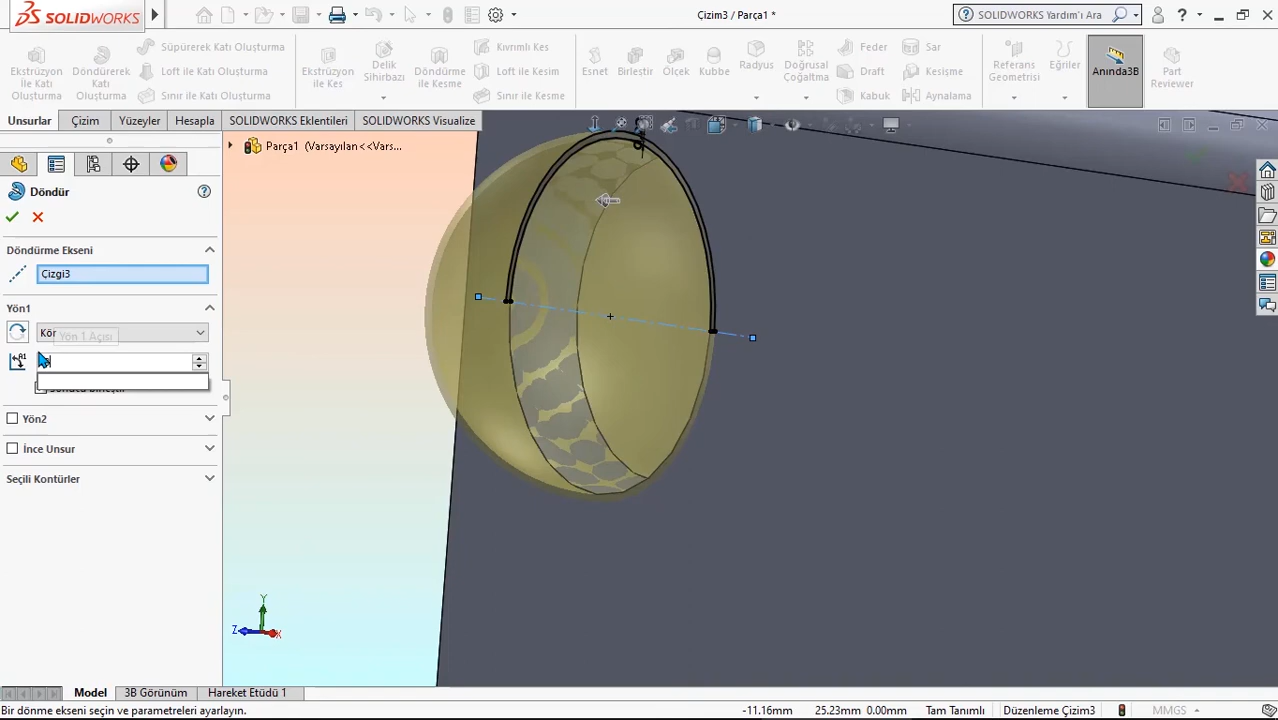 SOLIDWORKS
Çizim3 / Parça1 *
SOLIDWORKS Yardım'ı Ara
Ekstrüzyon
İle Katı
Oluşturma
Döndürerek
Katı
Oluşturma
Süpürerek Katı Oluşturma
Loft ile Katı Oluşturma
Sınır ile Katı Oluşturma
Ekstrüzyon
ile Kes
Delik
Sihirbazı
Döndürme
ile Kesme
Kıvrımlı Kes
Loft ile Kesim
Sınır ile Kesme
Esnet
Birleştir
Ölçek
Kubbe
Radyus
Doğrusal
Çoğaltma
Feder
Draft
Kabuk
Sar
Kesişme
Aynalama
Referans
Geometrisi
Eğriler
Anında3B
Part
Reviewer
Unsurlar
Çizim
Yüzeyler
Hesapla
SOLIDWORKS Eklentileri
SOLIDWORKS Visualize
Parça1 (Varsayılan<<Vars...
Döndür
Döndürme Ekseni
Çizgi3
Yön1
Kör
Yön 1 Açısı
Sonucu birleştir
Yön2
İnce Unsur
Seçili Kontürler
Y
Z
X
Model
3B Görünüm
Hareket Etüdü 1
Bir dönme ekseni seçin ve parametreleri ayarlayın.
-11.16mm
25.23mm 0.00mm
Tam Tanımlı
Düzenleme Çizim3
MMGS